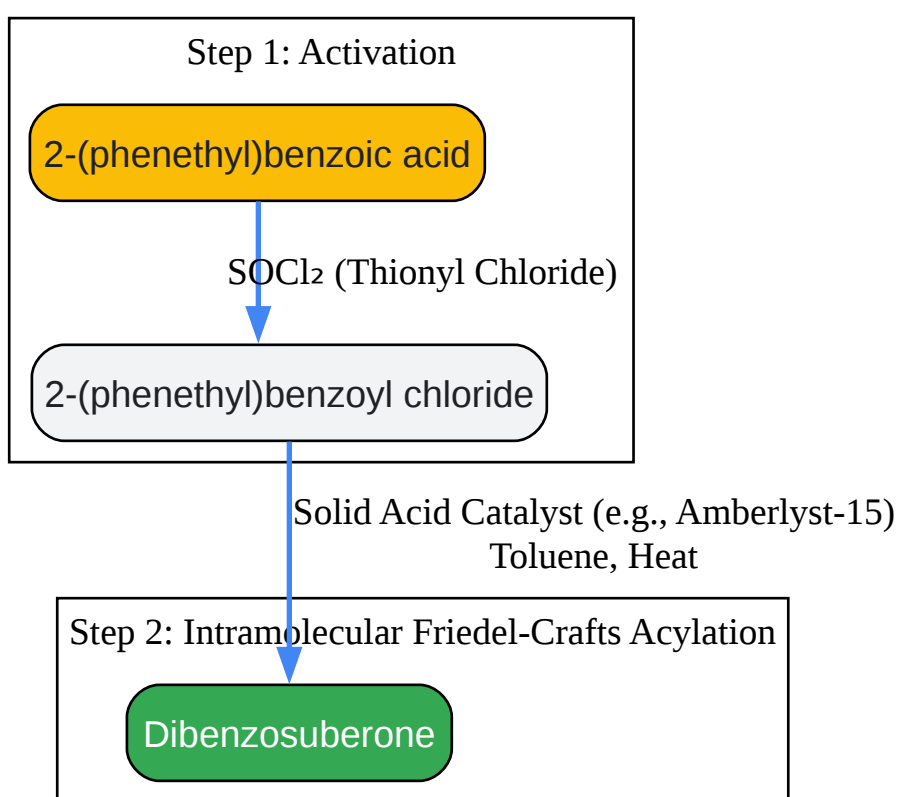 Step 1: Activation
2-(phenethyl)benzoic acid
SOCl₂ (Thionyl Chloride)
2-(phenethyl)benzoyl chloride
Solid Acid Catalyst (e.g., Amberlyst-15)
Toluene, Heat
Step 2: Intramolecular Friedel-Crafts Acylation
Dibenzosuberone